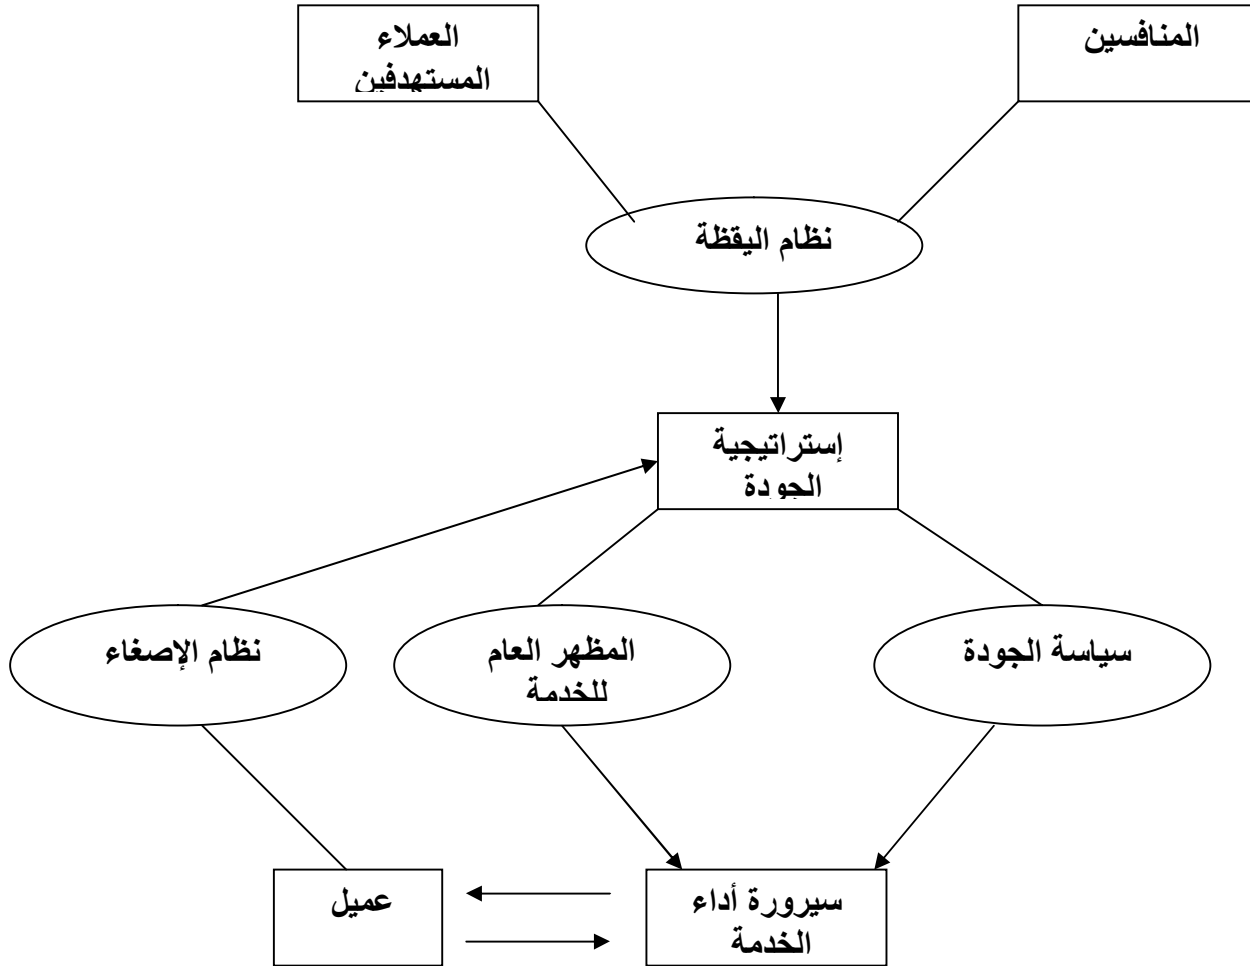 المنافسين
العملاء
المستهدفين
نظام اليقظة
إستراتيجية
الجودة
سياسة الجودة
المظهر العام
للخدمة
نظام الإصغاء
سيرورة أداء
الخدمة
عميل